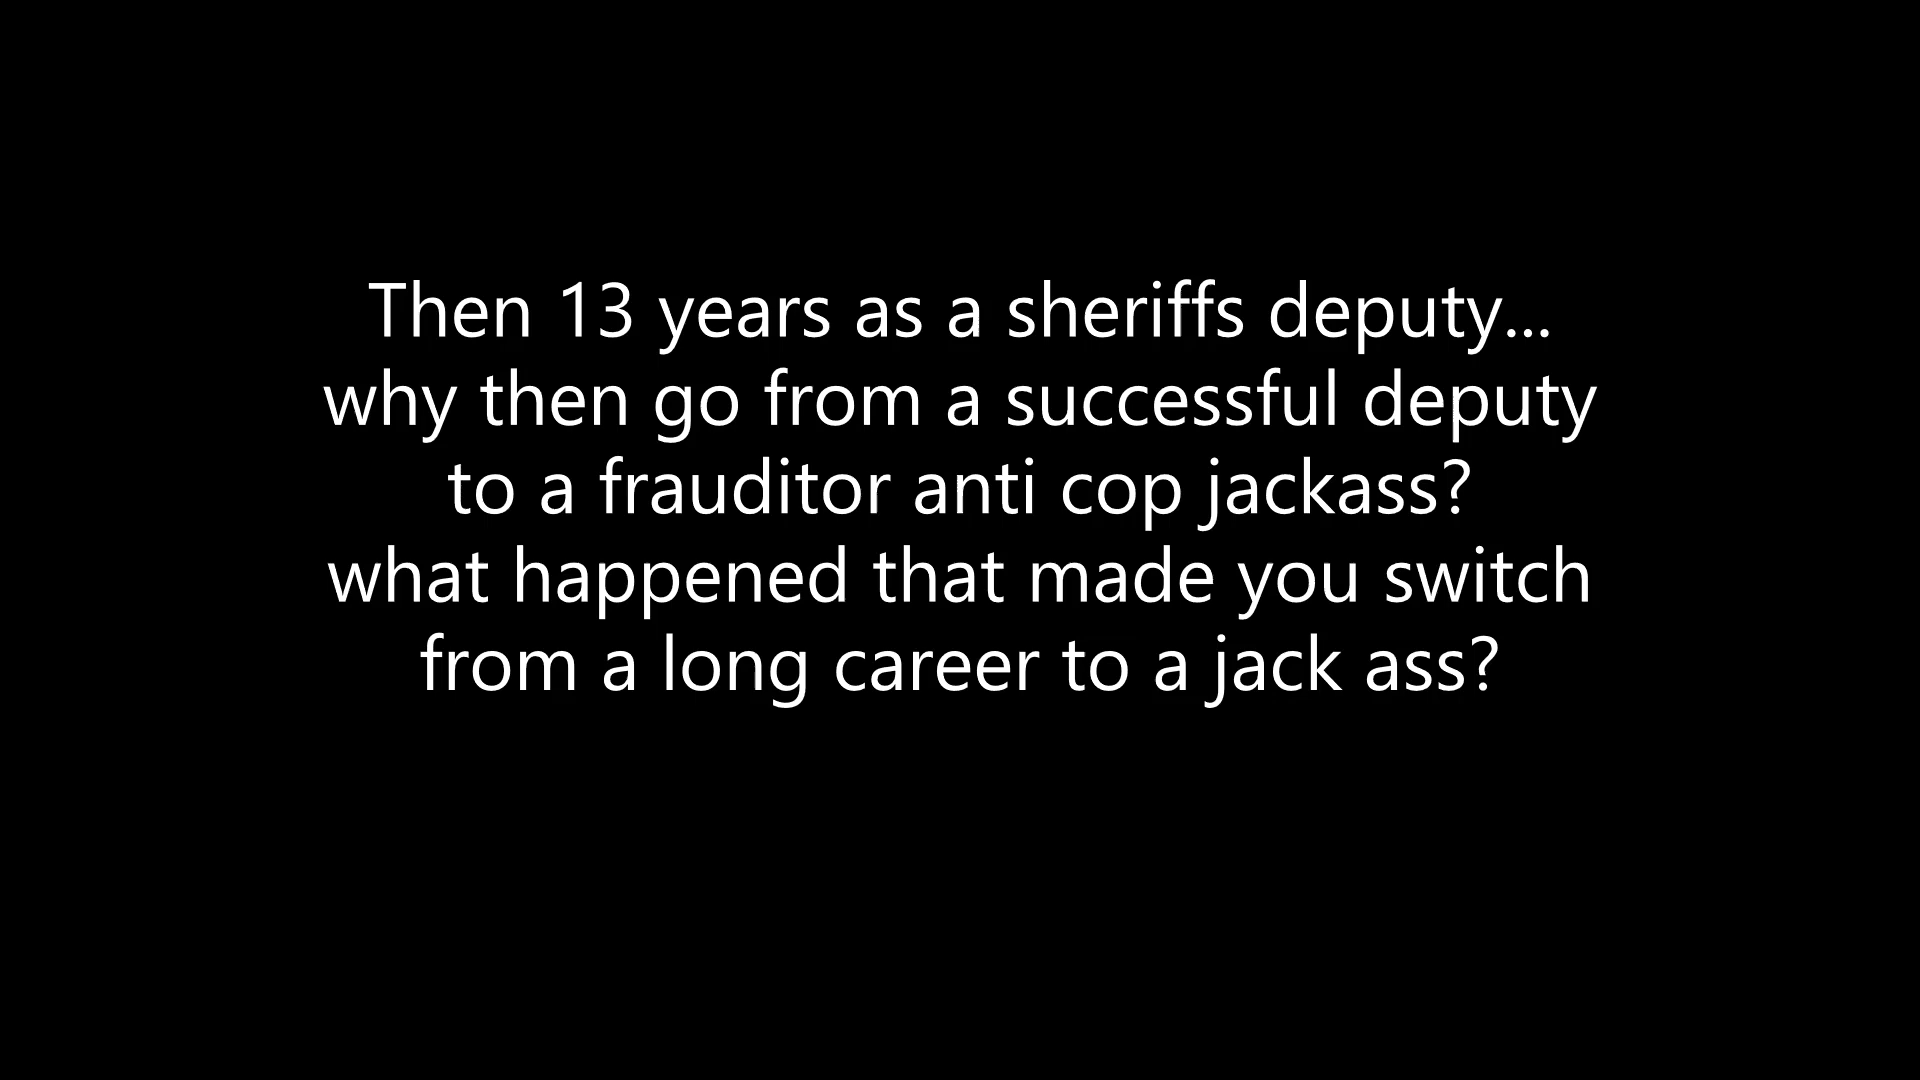 Then 13 years as a sheriffs deputy...
why then go from a successful deputy
to a frauditor anti cop jackass?
what happened that made you switch
from a long career to a jack ass?